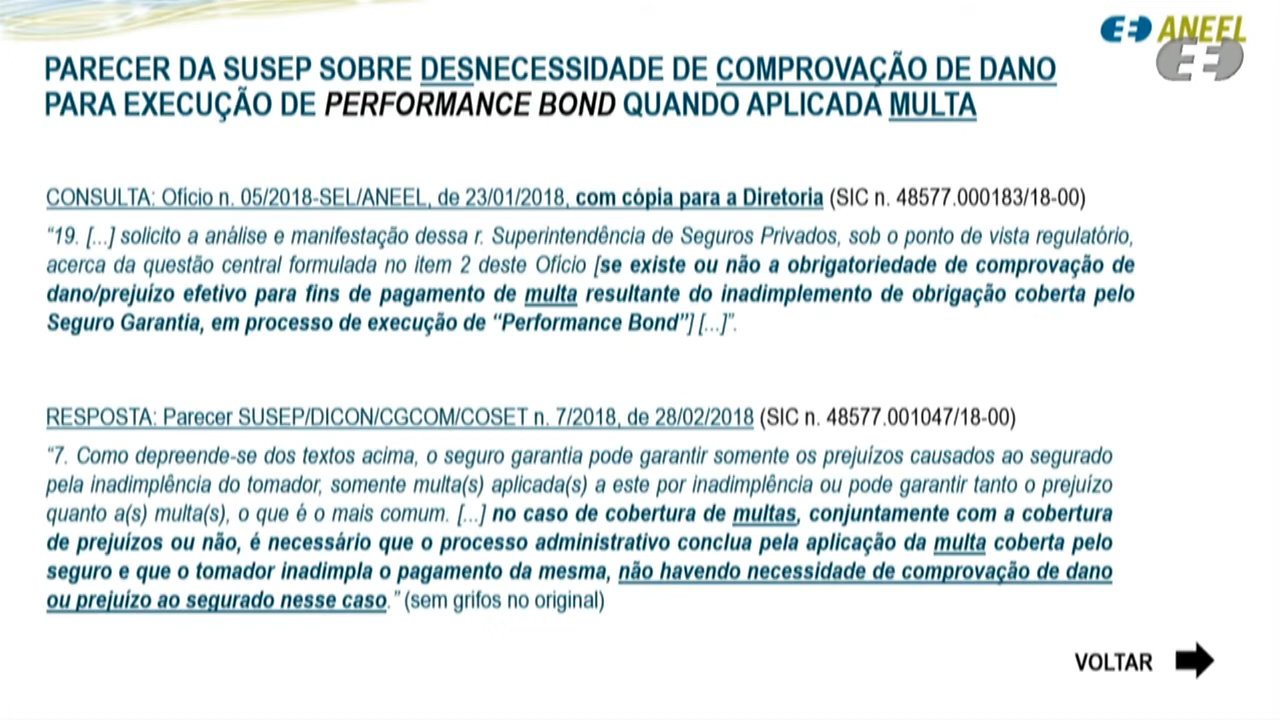 ANEEL
PARECER DA SUSEP SOBRE DESNECESSIDADE DE COMPROVAÇÃO DE DANO
PARA EXECUÇÃO DE PERFORMANCE BOND QUANDO APLICADA MULTA
CONSULTA: Ofício n. 05/2018-SEL/ANEEL, de 23/01/2018, com cópia para a Diretoria (SIC n. 48577.000183/18-00)
“19. [...] solicito a análise e manifestação dessa r. Superintendência de Seguros Privados, sob o ponto de vista regulatório,
acerca da questão central formulada no item 2 deste Ofício [se existe ou não a obrigatoriedade de comprovação de
dano/prejuízo efetivo para fins de pagamento de multa resultante do inadimplemento de obrigação coberta pelo
Seguro Garantia, em processo de execução de “Performance Bond”] [...]”.
RESPOSTA: Parecer SUSEP/DICON/CGCOM/COSET n. 7/2018, de 28/02/2018 (SIC n. 48577.001047/18-00)
“7. Como depreende-se dos textos acima, o seguro garantia pode garantir somente os prejuízos causados ao segurado
pela inadimplência do tomador, somente multa(s) aplicada(s) a este por inadimplência ou pode garantir tanto o prejuízo
quanto a(s) multa(s), o que é o mais comum. [...] no caso de cobertura de multas, conjuntamente com a cobertura
de prejuízos ou não, é necessário que o processo administrativo conclua pela aplicação da multa coberta pelo
seguro e que o tomador inadimpla o pagamento da mesma, não havendo necessidade de comprovação de dano
ou prejuízo ao segurado nesse caso.” (sem grifos no original)
VOLTAR